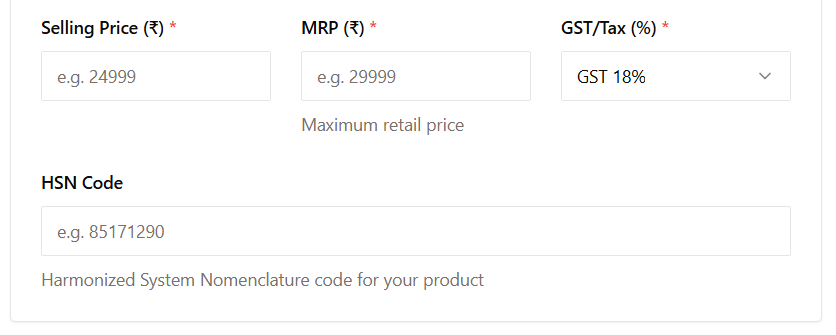 Selling Price (₹) * MRP (₹) * GST/Tax (%) *
e.g. 24999 e.g. 29999 GST 18%
Maximum retail price
HSN Code
e.g. 85171290
Harmonized System Nomenclature code for your product